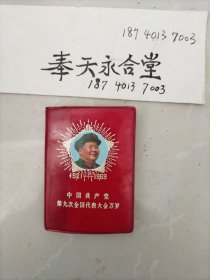 187 4013 7003
奉天永合堂
187 4013 7003
1921—1969
中国共产党
第九次全国代表大会万岁